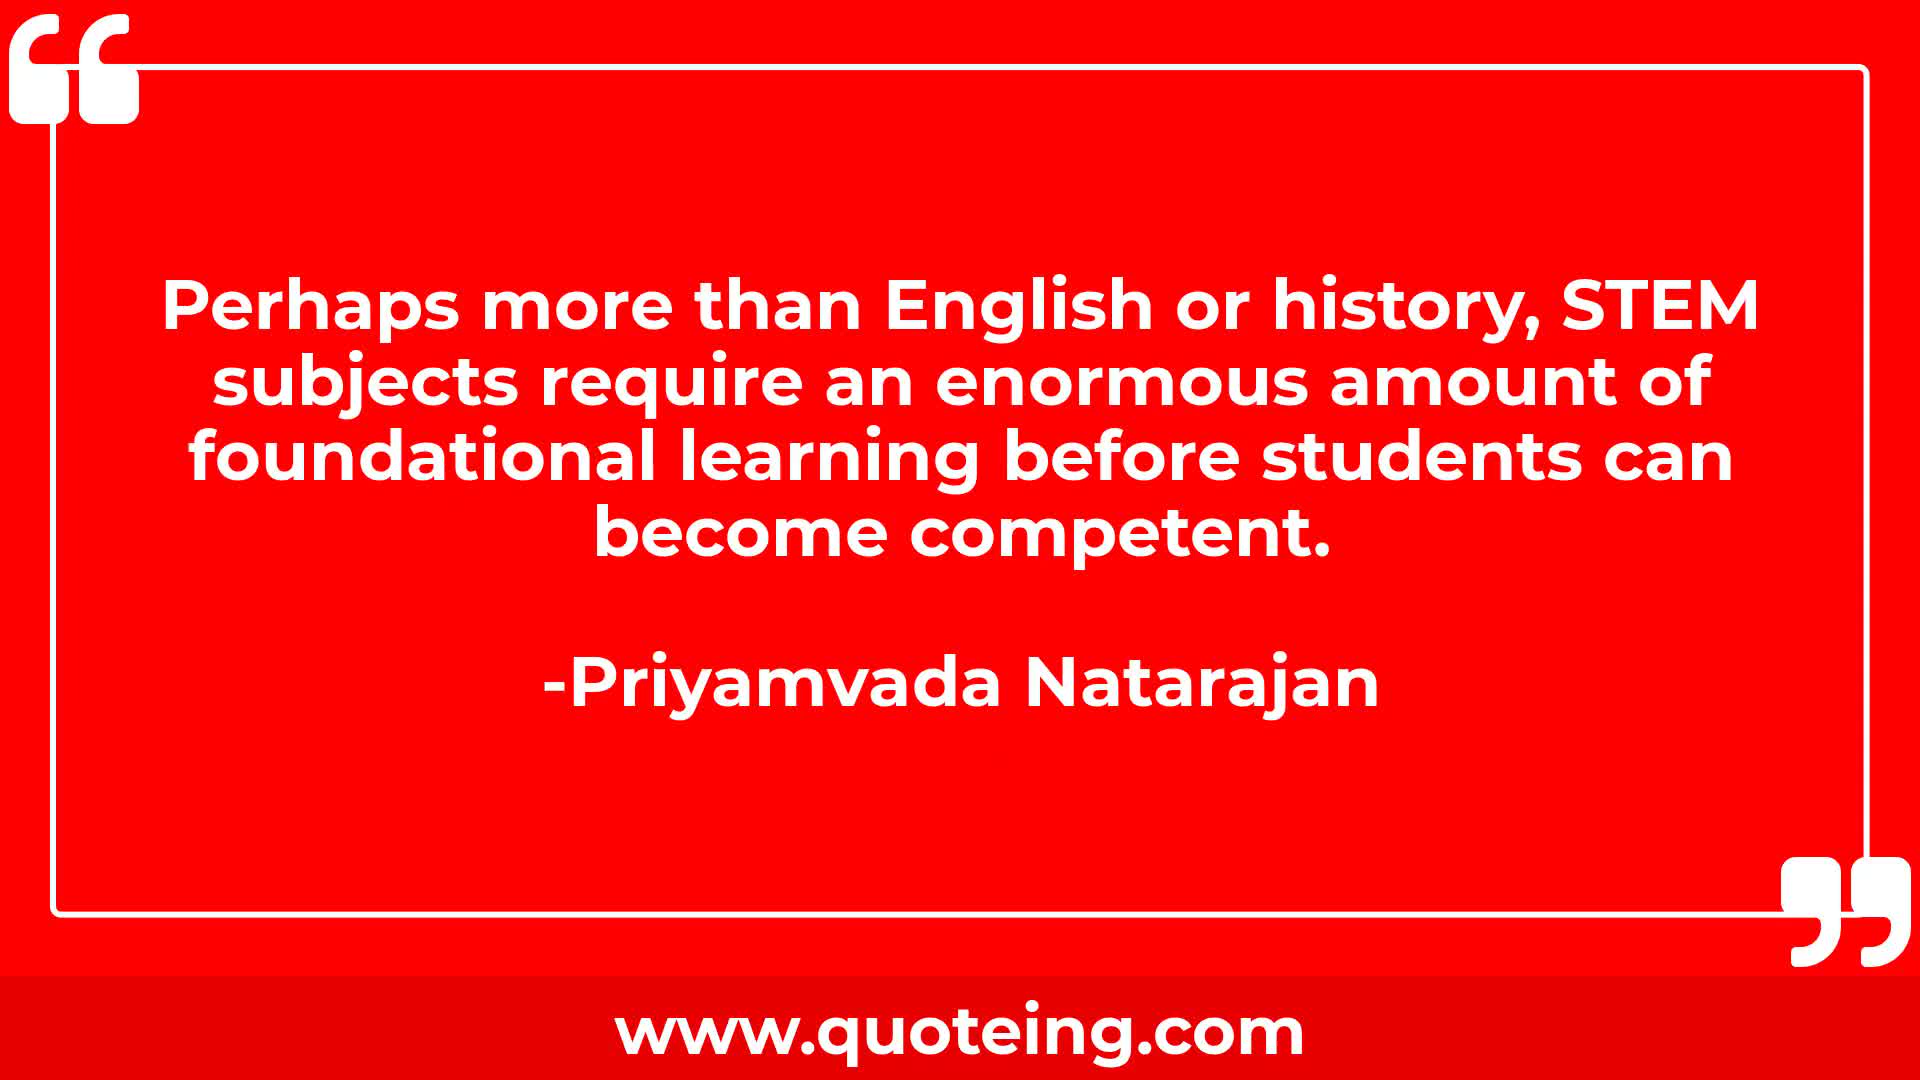 Perhaps more than English or history, STEM
subjects require an enormous amount of
foundational learning before students can
become competent.
-Priyamvada Natarajan
www.quoteing.com